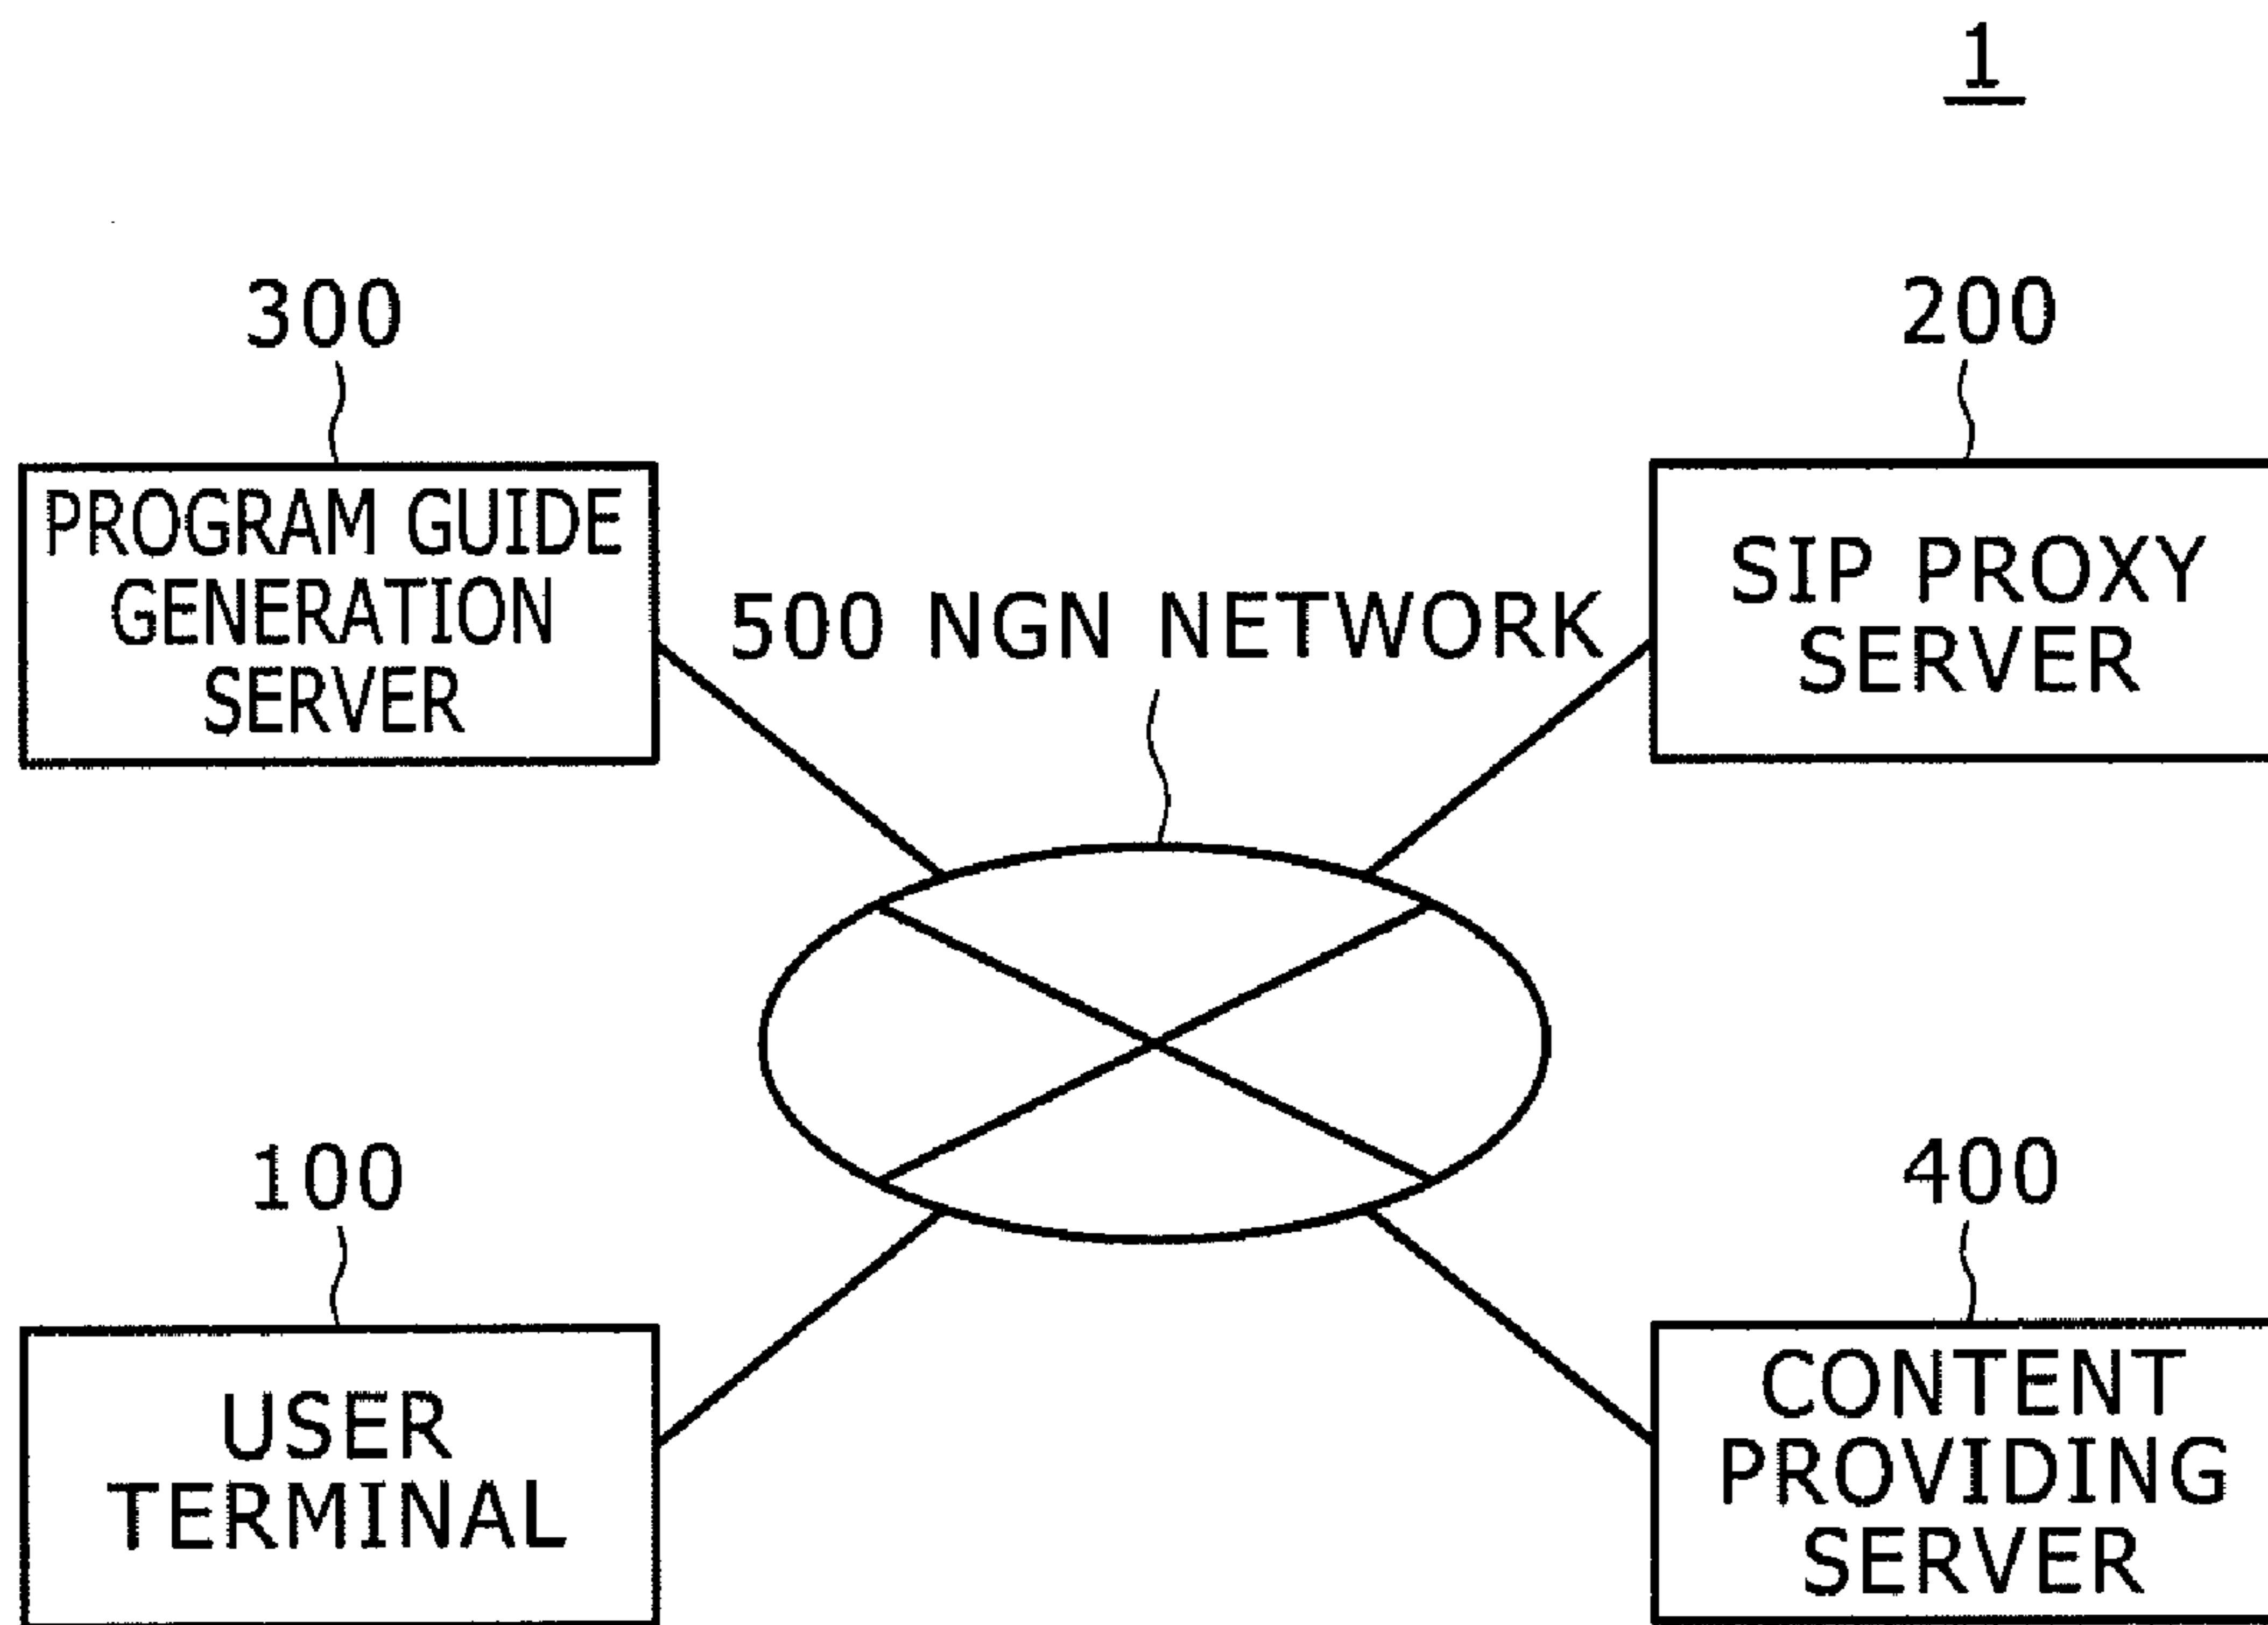 1
300
200
PROGRAM GUIDE
GENERATION
SERVER
500 NGN NETWORK
SIP PROXY
SERVER
100
400
USER
TERMINAL
CONTENT
PROVIDING
SERVER